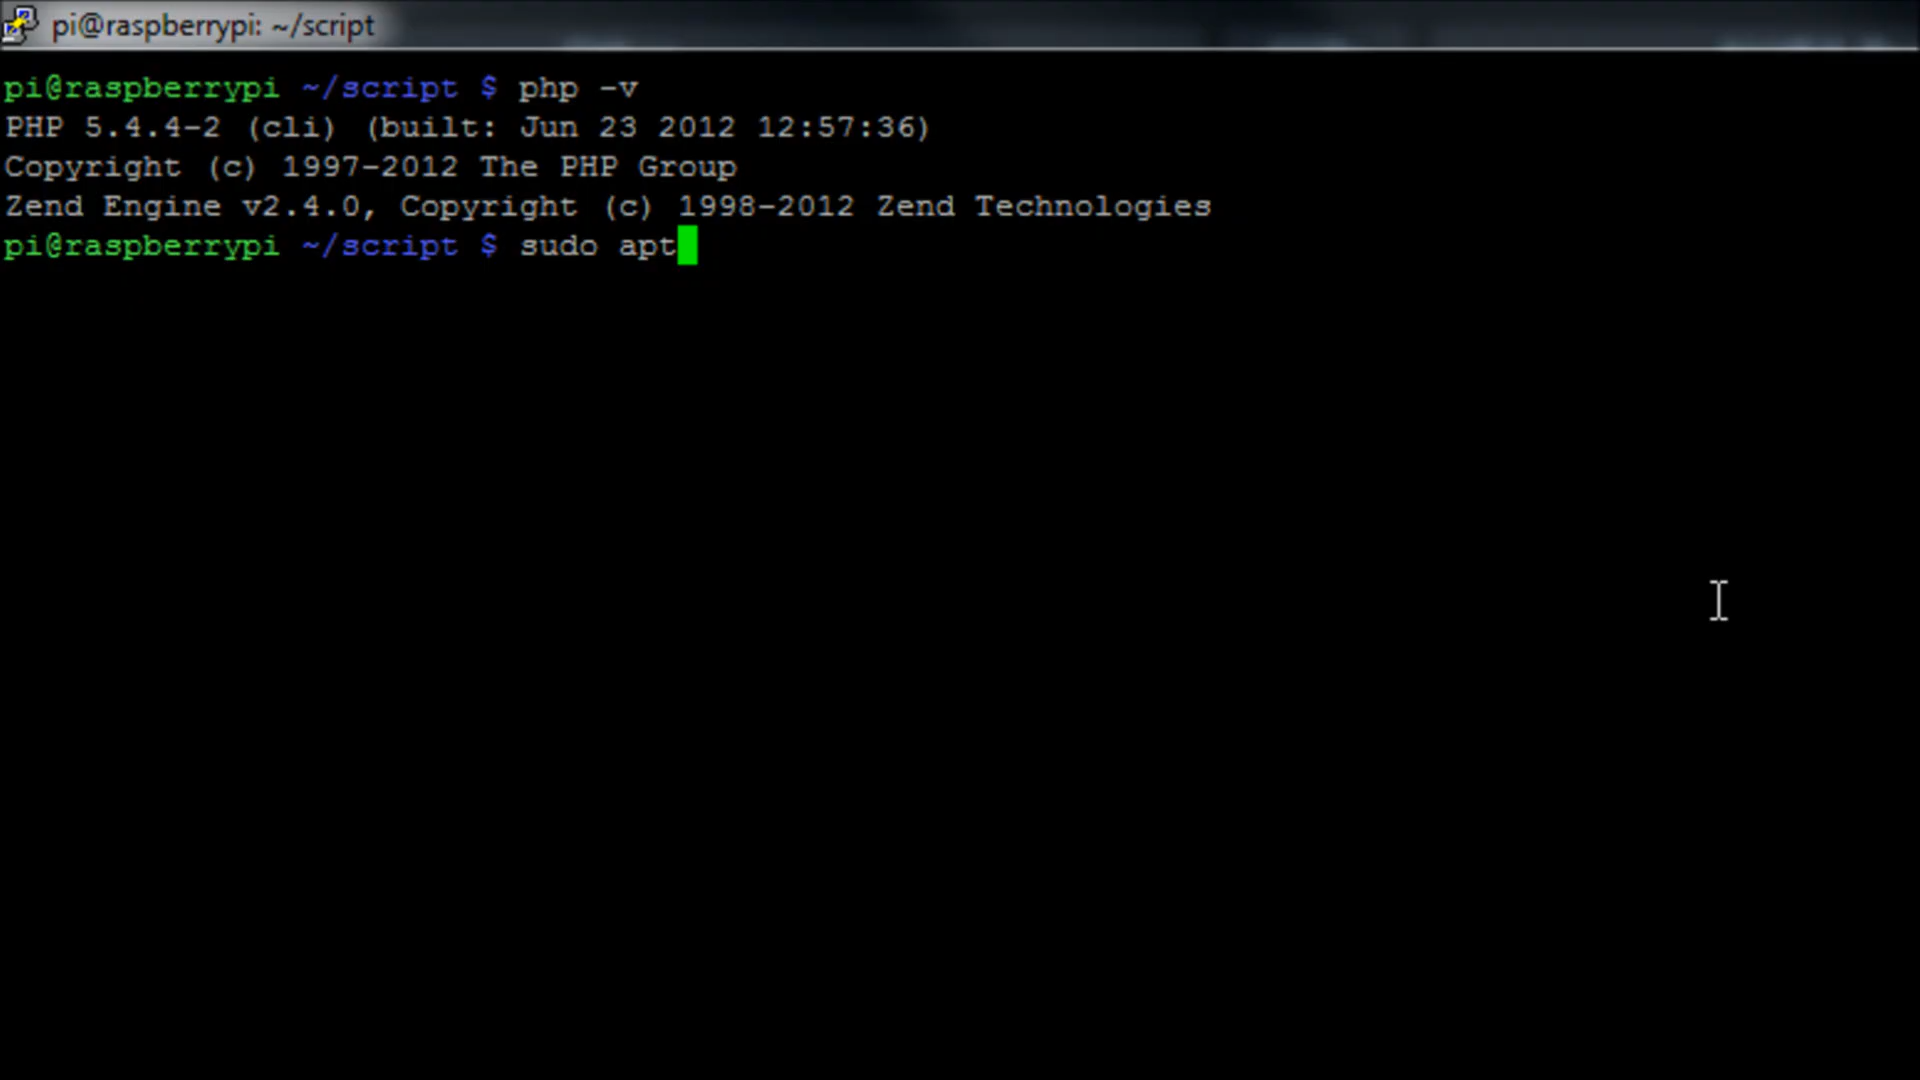 pi@raspberrypi: ~/script
pi@raspberrypi ~/script $ php -v
PHP 5.4.4-2 (cli) (built: Jun 23 2012 12:57:36)
Copyright (c) 1997-2012 The PHP Group
Zend Engine v2.4.0, Copyright (c) 1998-2012 Zend Technologies
pi@raspberrypi ~/script $ sudo apt